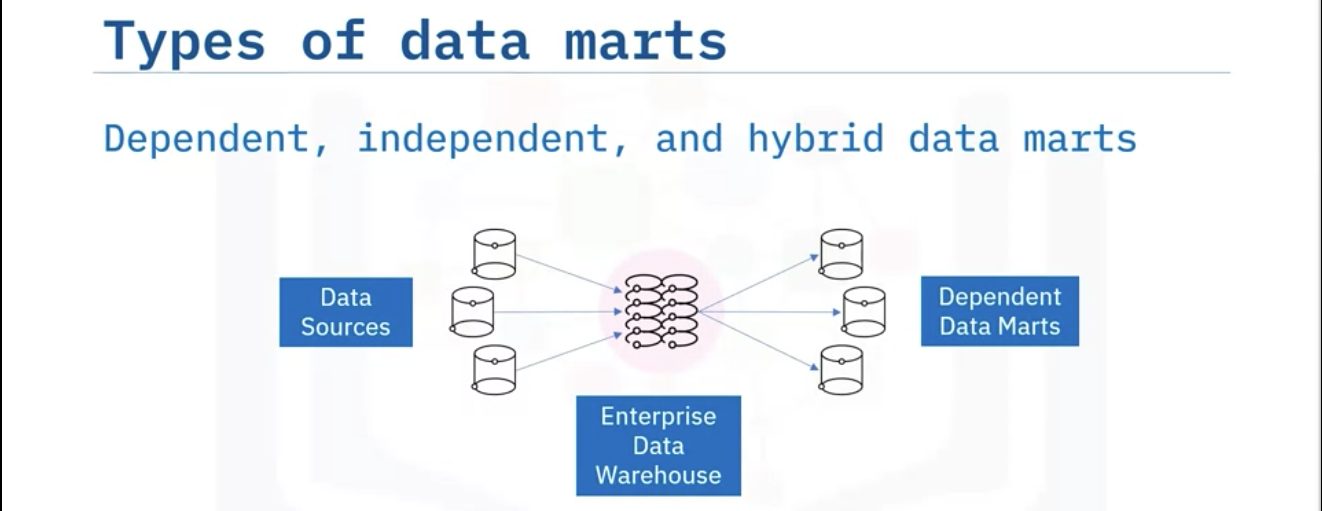 Types of data marts
Dependent, independent, and hybrid data marts
Data
Sources
Dependent
Data Marts
Enterprise
Data
Warehouse